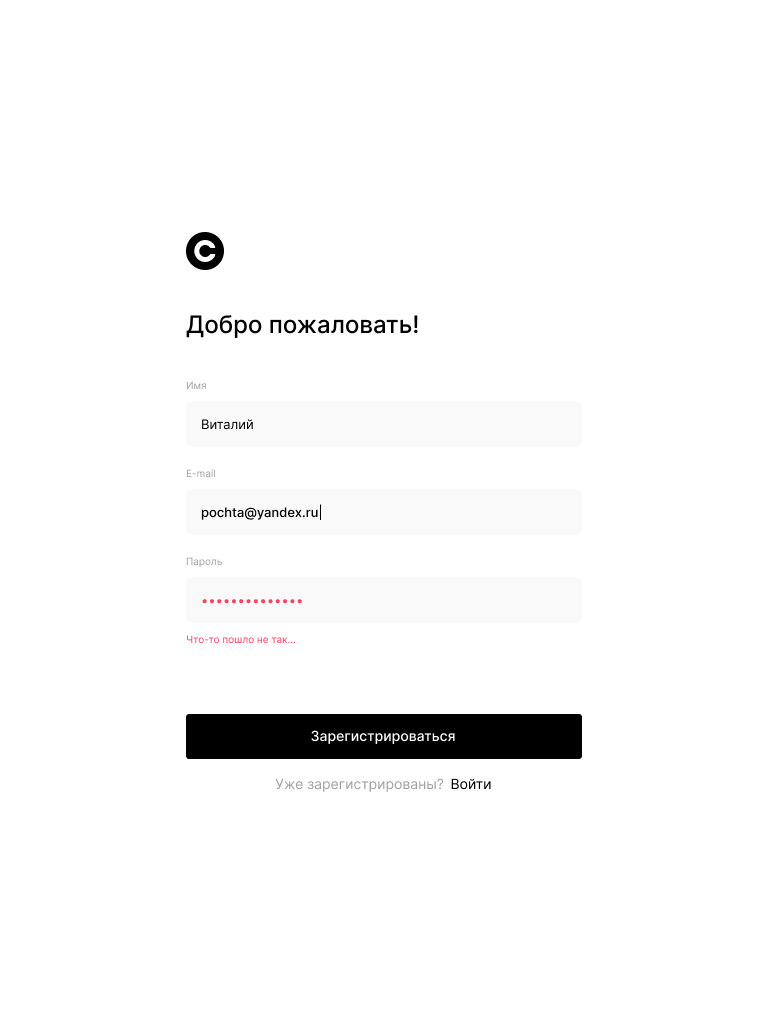 C
Добро пожаловать!
Имя
Виталий
E-mail
pochta@yandex.ru
Пароль
••••••••••••••
Что-то пошло не так...
Зарегистрироваться
Уже зарегистрированы? Войти